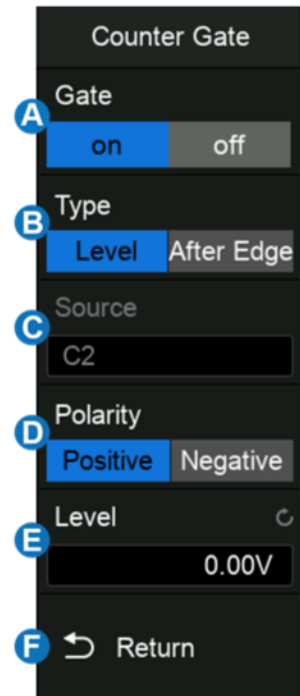 Counter Gate
A
Gate
on off
B
Type
Level After Edge
C
Source
C2
D
Polarity
Positive Negative
E
Level
0.00V
F
Return